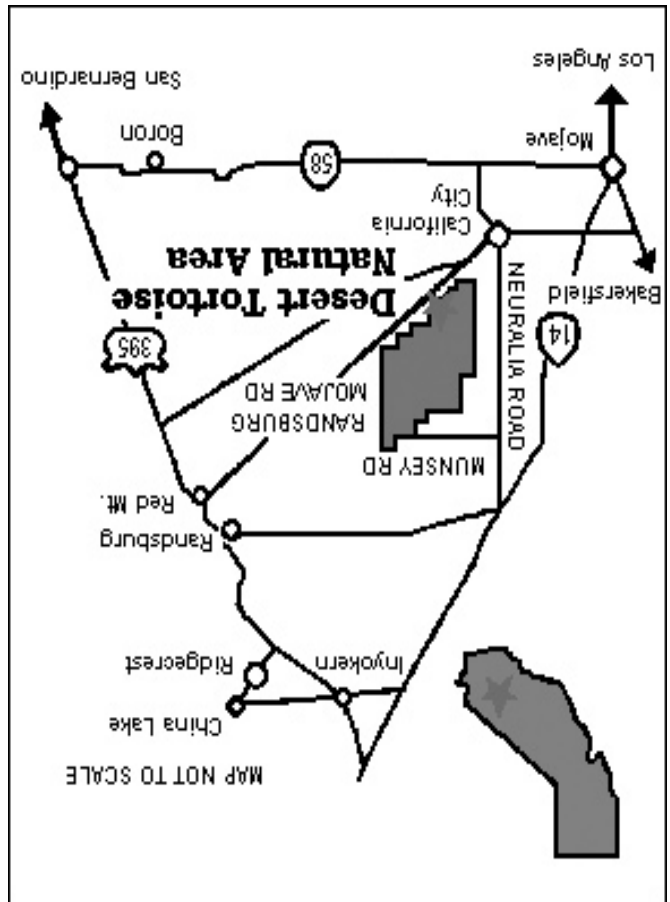 MAP NOT TO SCALE
China Lake
Inyokern
Ridgecrest
Randsburg
Red Mt.
MUNSEY RD
RANDSBURG
MOJAVE RD
NEURALIA ROAD
14
395
Desert Tortoise
Natural Area
Bakersfield
California
City
Mojave
58
Boron
Los Angeles
San Bernardino